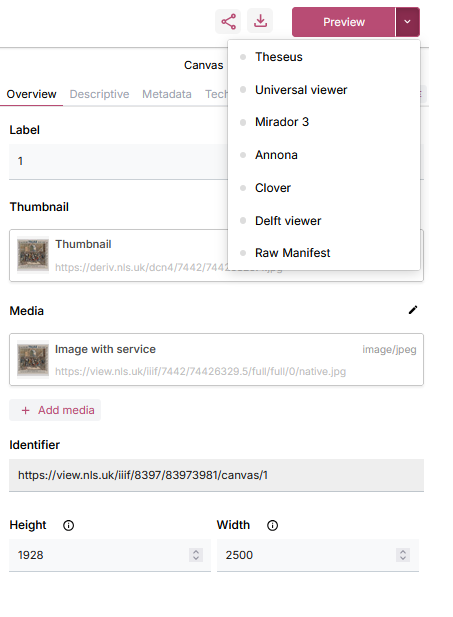 Preview
Theseus
Universal viewer
Mirador 3
Annona
Clover
Delft viewer
Raw Manifest
Canvas
Overview Descriptive Metadata Tech
Label
1
Thumbnail
Thumbnail
https://deriv.nls.uk/dcn4/7442/7442
Media
Image with service image/jpeg
https://view.nls.uk/iiif/7442/74426329.5/full/full/0/native.jpg
+ Add media
Identifier
https://view.nls.uk/iiif/8397/83973981/canvas/1
Height Width
1928 2500